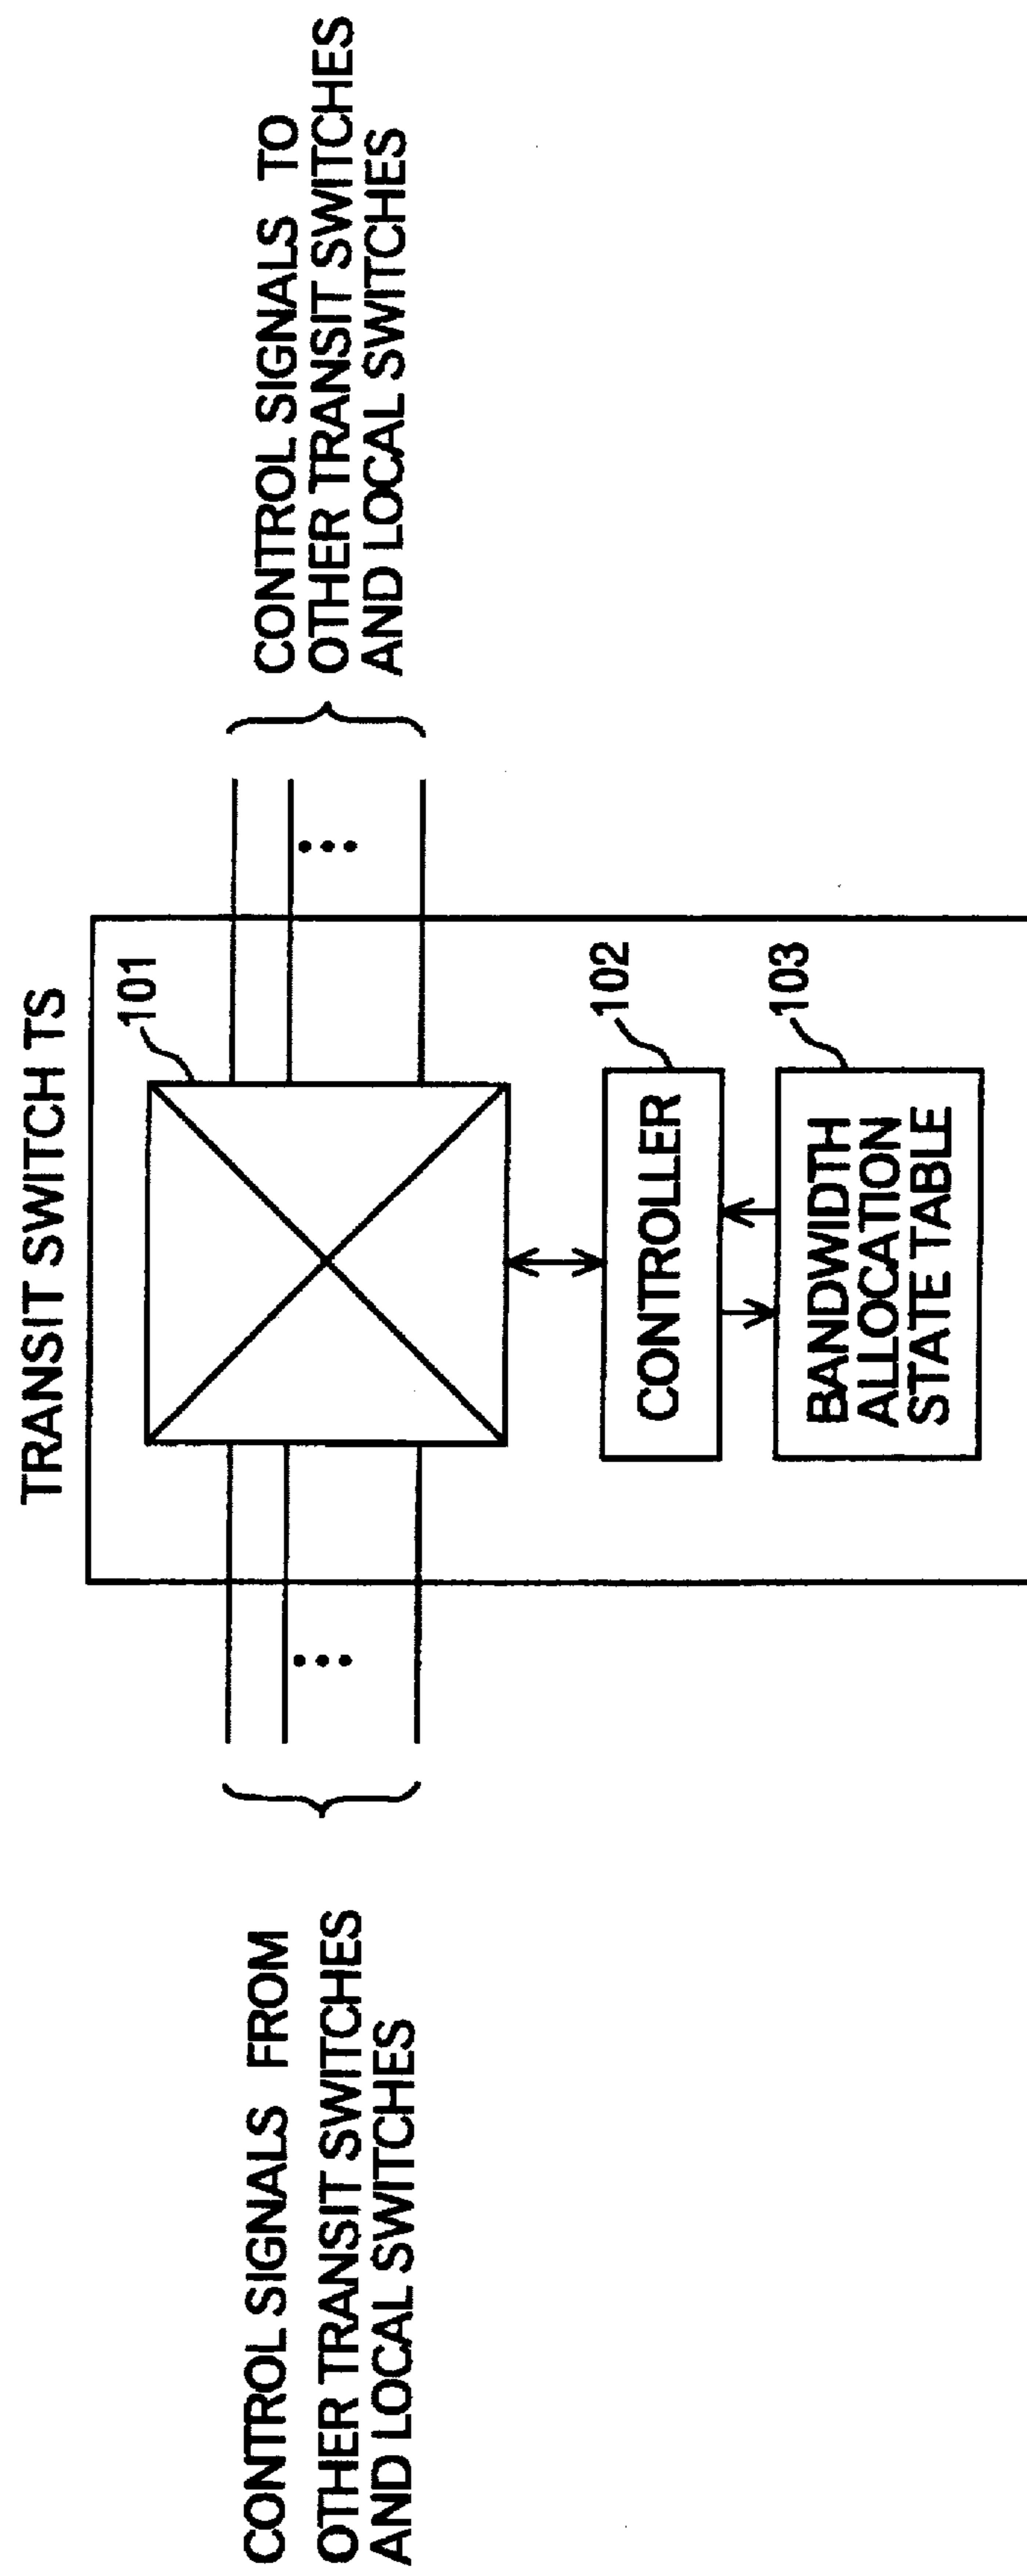 TRANSIT SWITCH TS
101
CONTROL SIGNALS FROM
OTHER TRANSIT SWITCHES
AND LOCAL SWITCHES
CONTROL SIGNALS TO
OTHER TRANSIT SWITCHES
AND LOCAL SWITCHES
102
CONTROLLER
103
BANDWIDTH
ALLOCATION
STATE TABLE